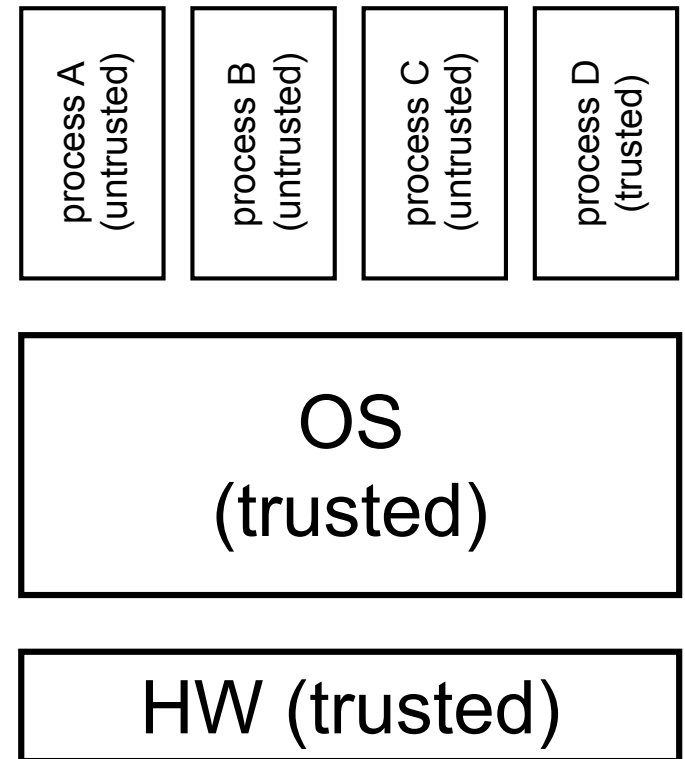 process A
(untrusted)
process B
(untrusted)
process C
(untrusted)
process D
(trusted)
OS
(trusted)
HW (trusted)